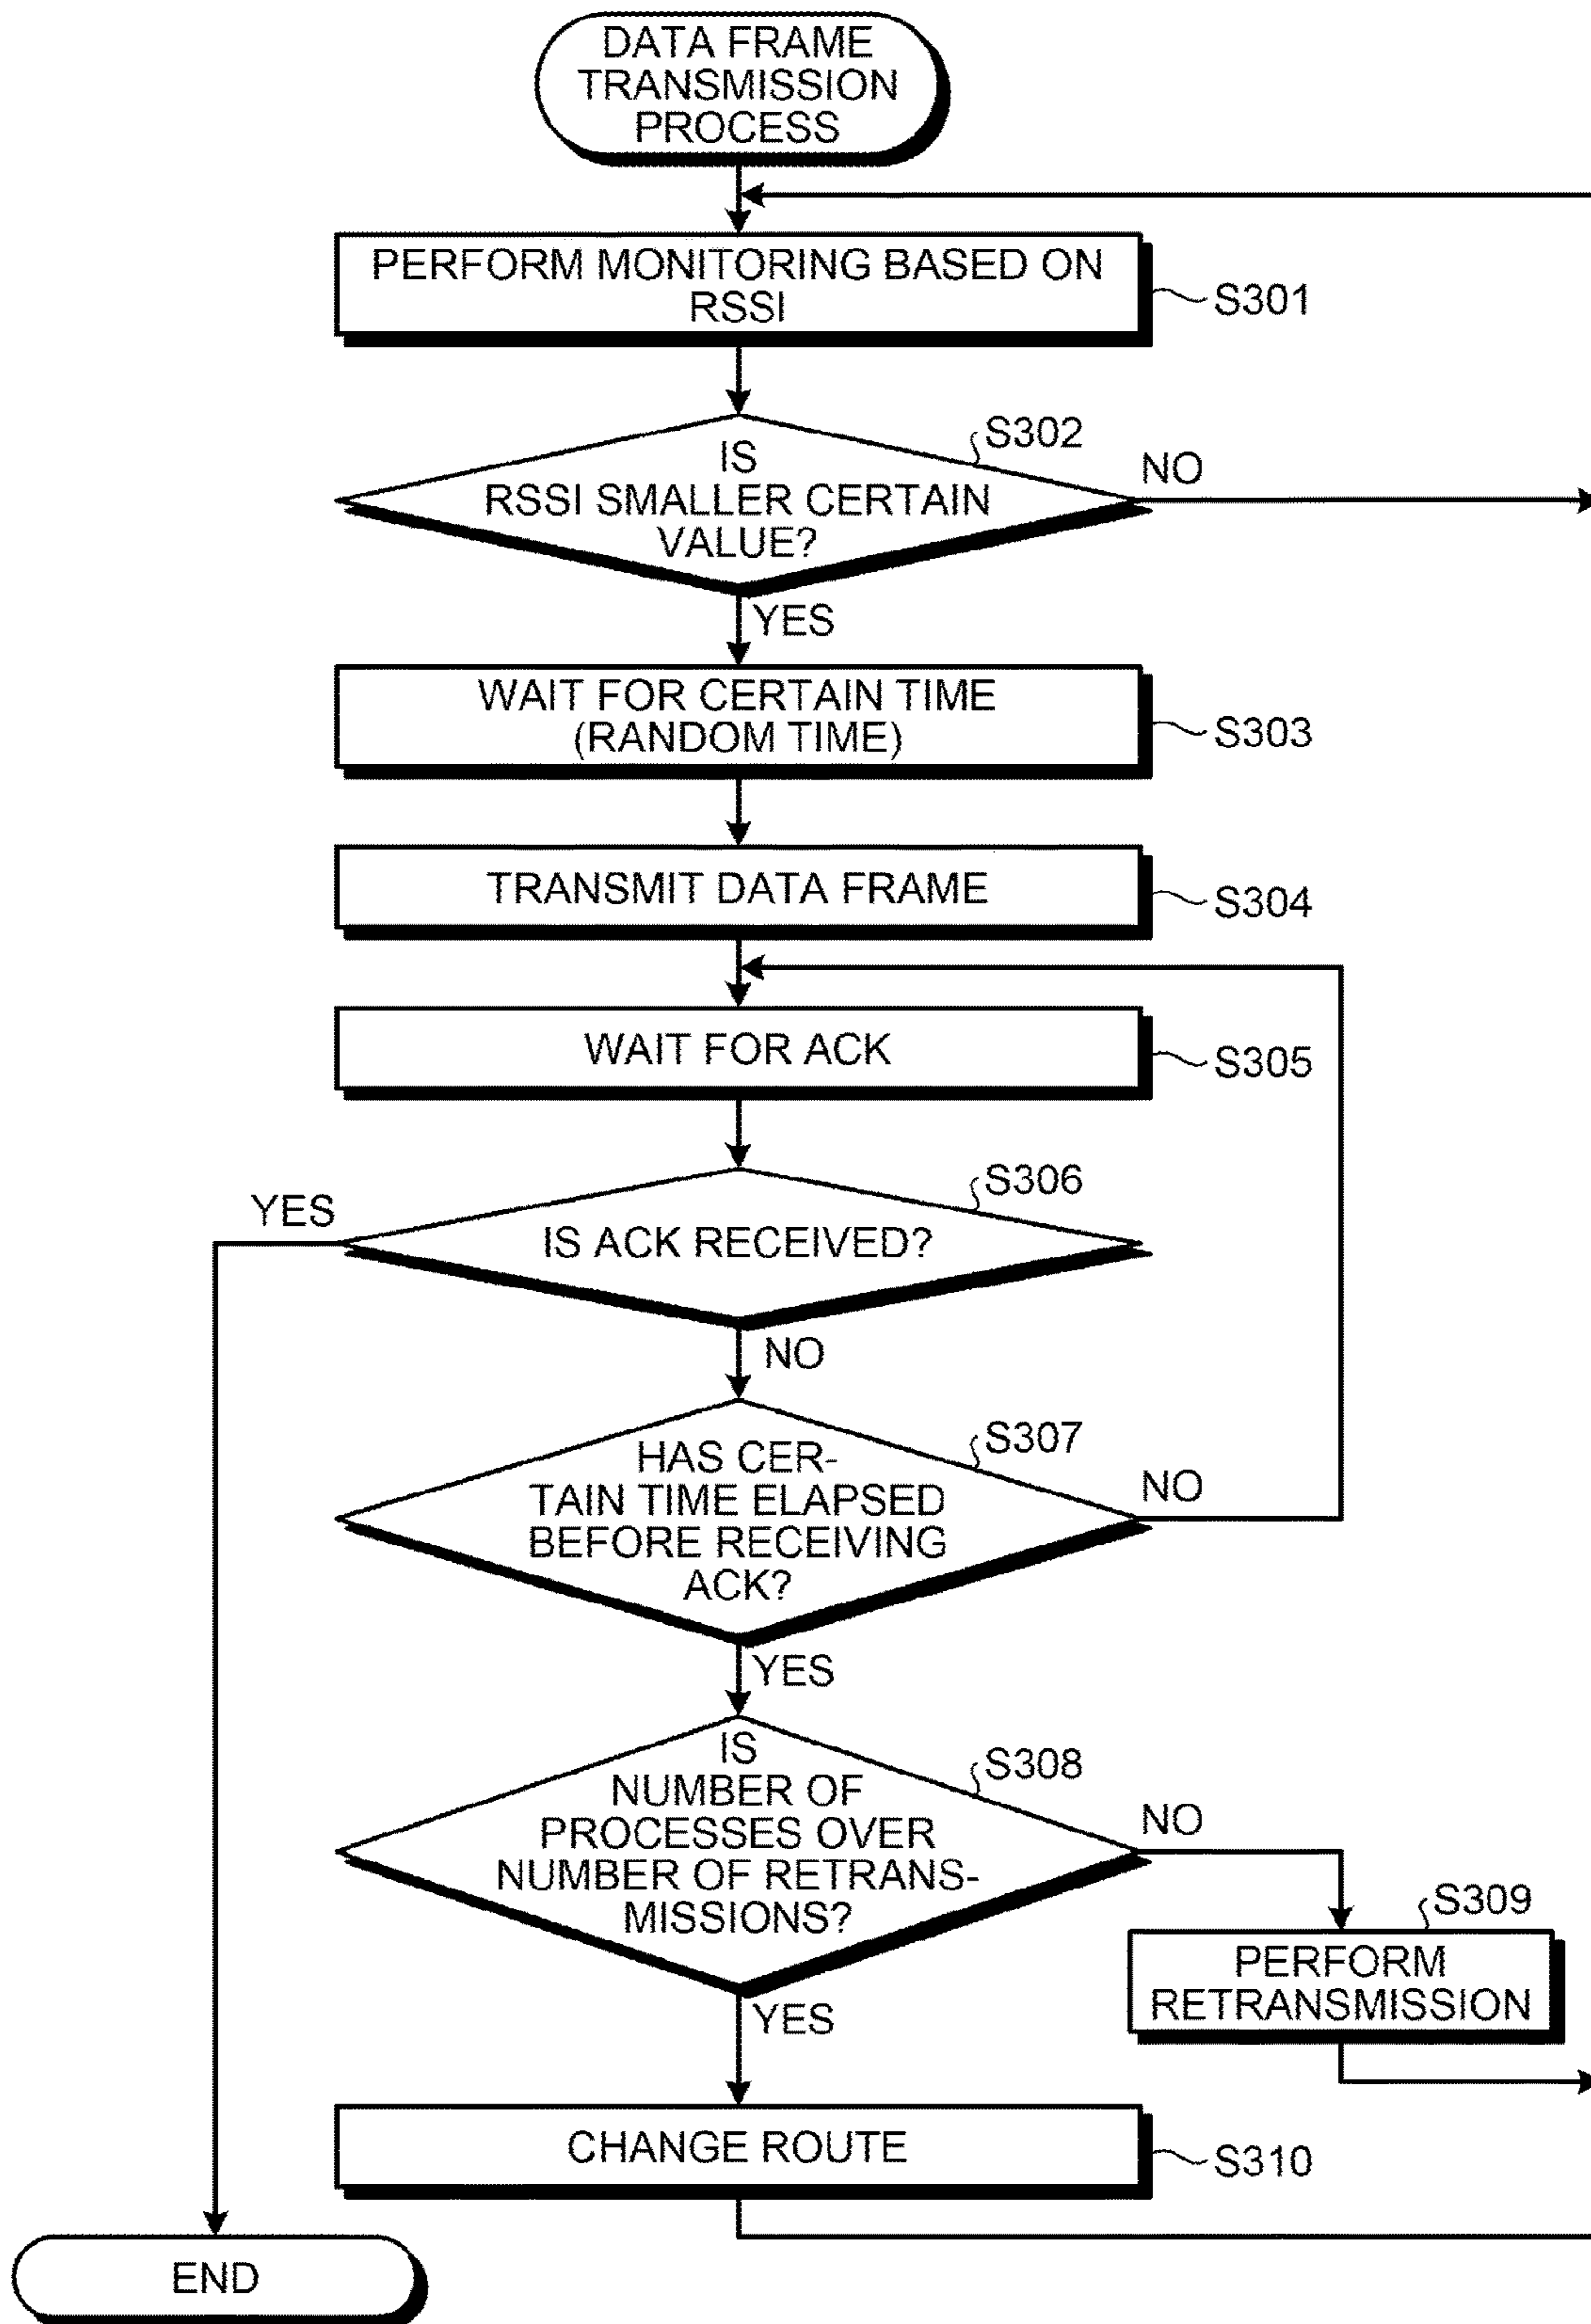 DATA FRAME
TRANSMISSION
PROCESS
PERFORM MONITORING BASED ON
RSSI
S301
S302
IS
RSSI SMALLER CERTAIN
VALUE?
NO
YES
WAIT FOR CERTAIN TIME
(RANDOM TIME)
S303
TRANSMIT DATA FRAME
S304
WAIT FOR ACK
S305
S306
YES
IS ACK RECEIVED?
NO
S307
HAS CER-
TAIN TIME ELAPSED
BEFORE RECEIVING
ACK?
NO
YES
S308
IS
NUMBER OF
PROCESSES OVER
NUMBER OF RETRANS-
MISSIONS?
NO
YES
S309
PERFORM
RETRANSMISSION
CHANGE ROUTE
S310
END